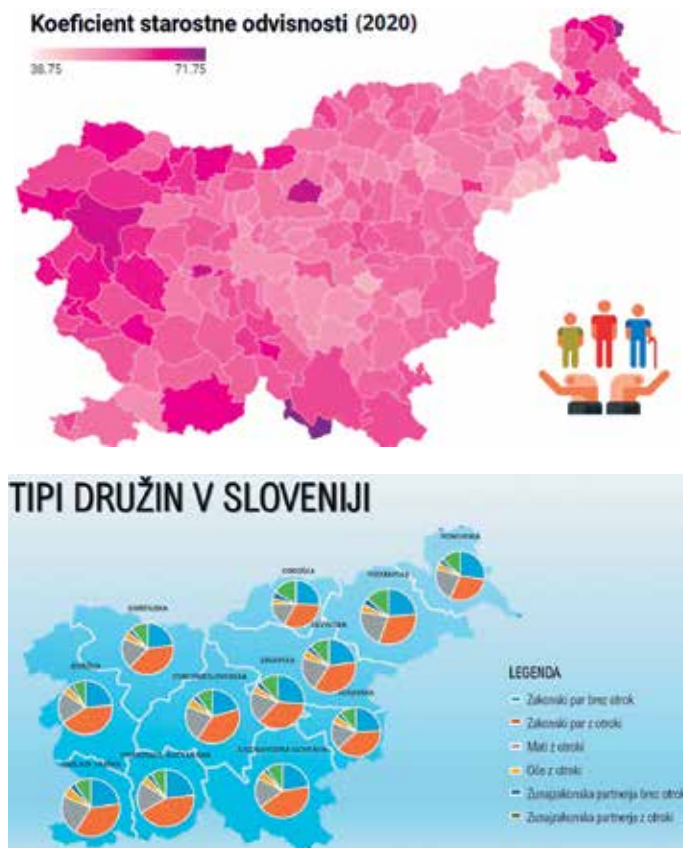 Koeficient starostne odvisnosti (2020)
38.75 71.75
TIPI DRUŽIN V SLOVENIJI
POMURSKA
KOROŠKA
PODRAVSKA
GORENJSKA
SAVINJSKA
GORIŠKA
ZASAVSKA
OSREDNJESLOVENSKA
JUGOVZHODNA SLOVENIJA
LEGENDA
Zakonski par brez otrok
Zakonski par z otroki
Mati z otroki
Oče z otroki
Zunajzakonska partnerja brez otrok
Zunajzakonska partnerja z otroki